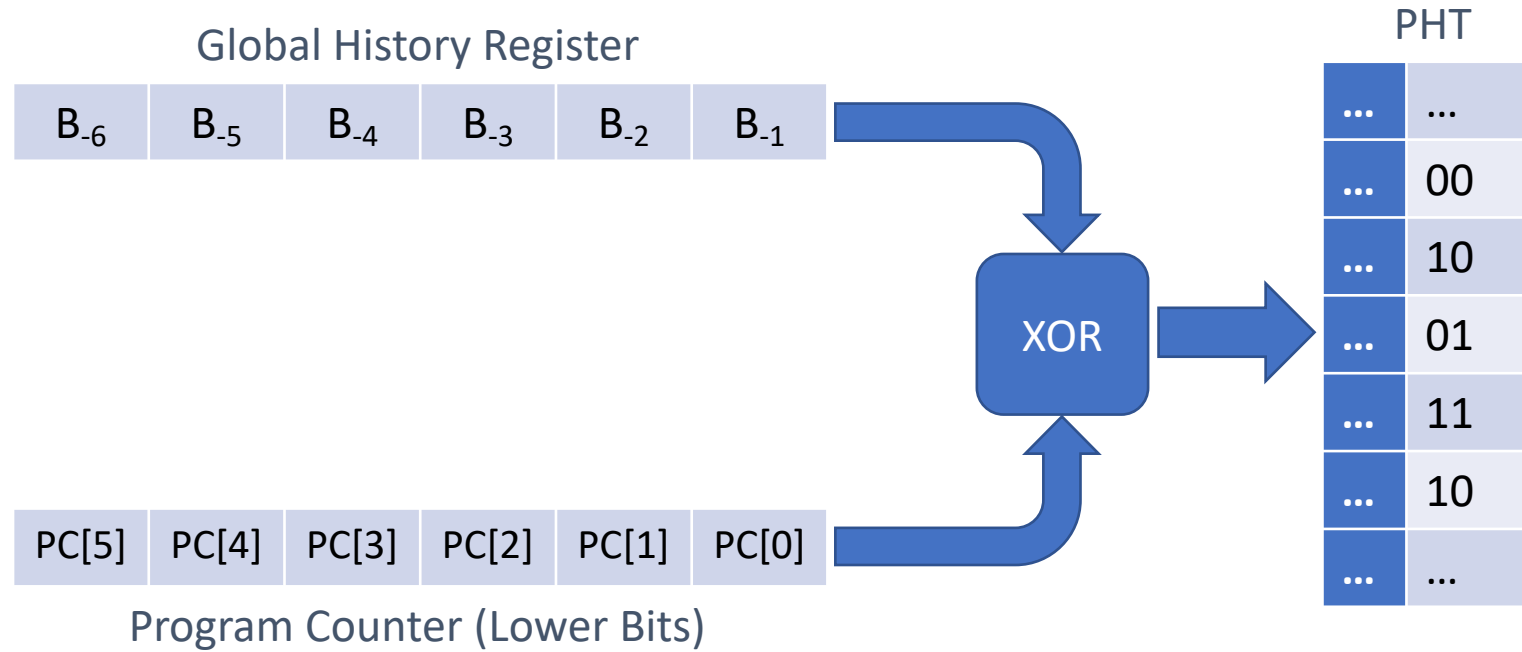 Global History Register
B-6 B-5 B-4 B-3 B-2 B-1
XOR
PC[5] PC[4] PC[3] PC[2] PC[1] PC[0]
Program Counter (Lower Bits)
PHT
... ...
... 00
... 10
... 01
... 11
... 10
... ...